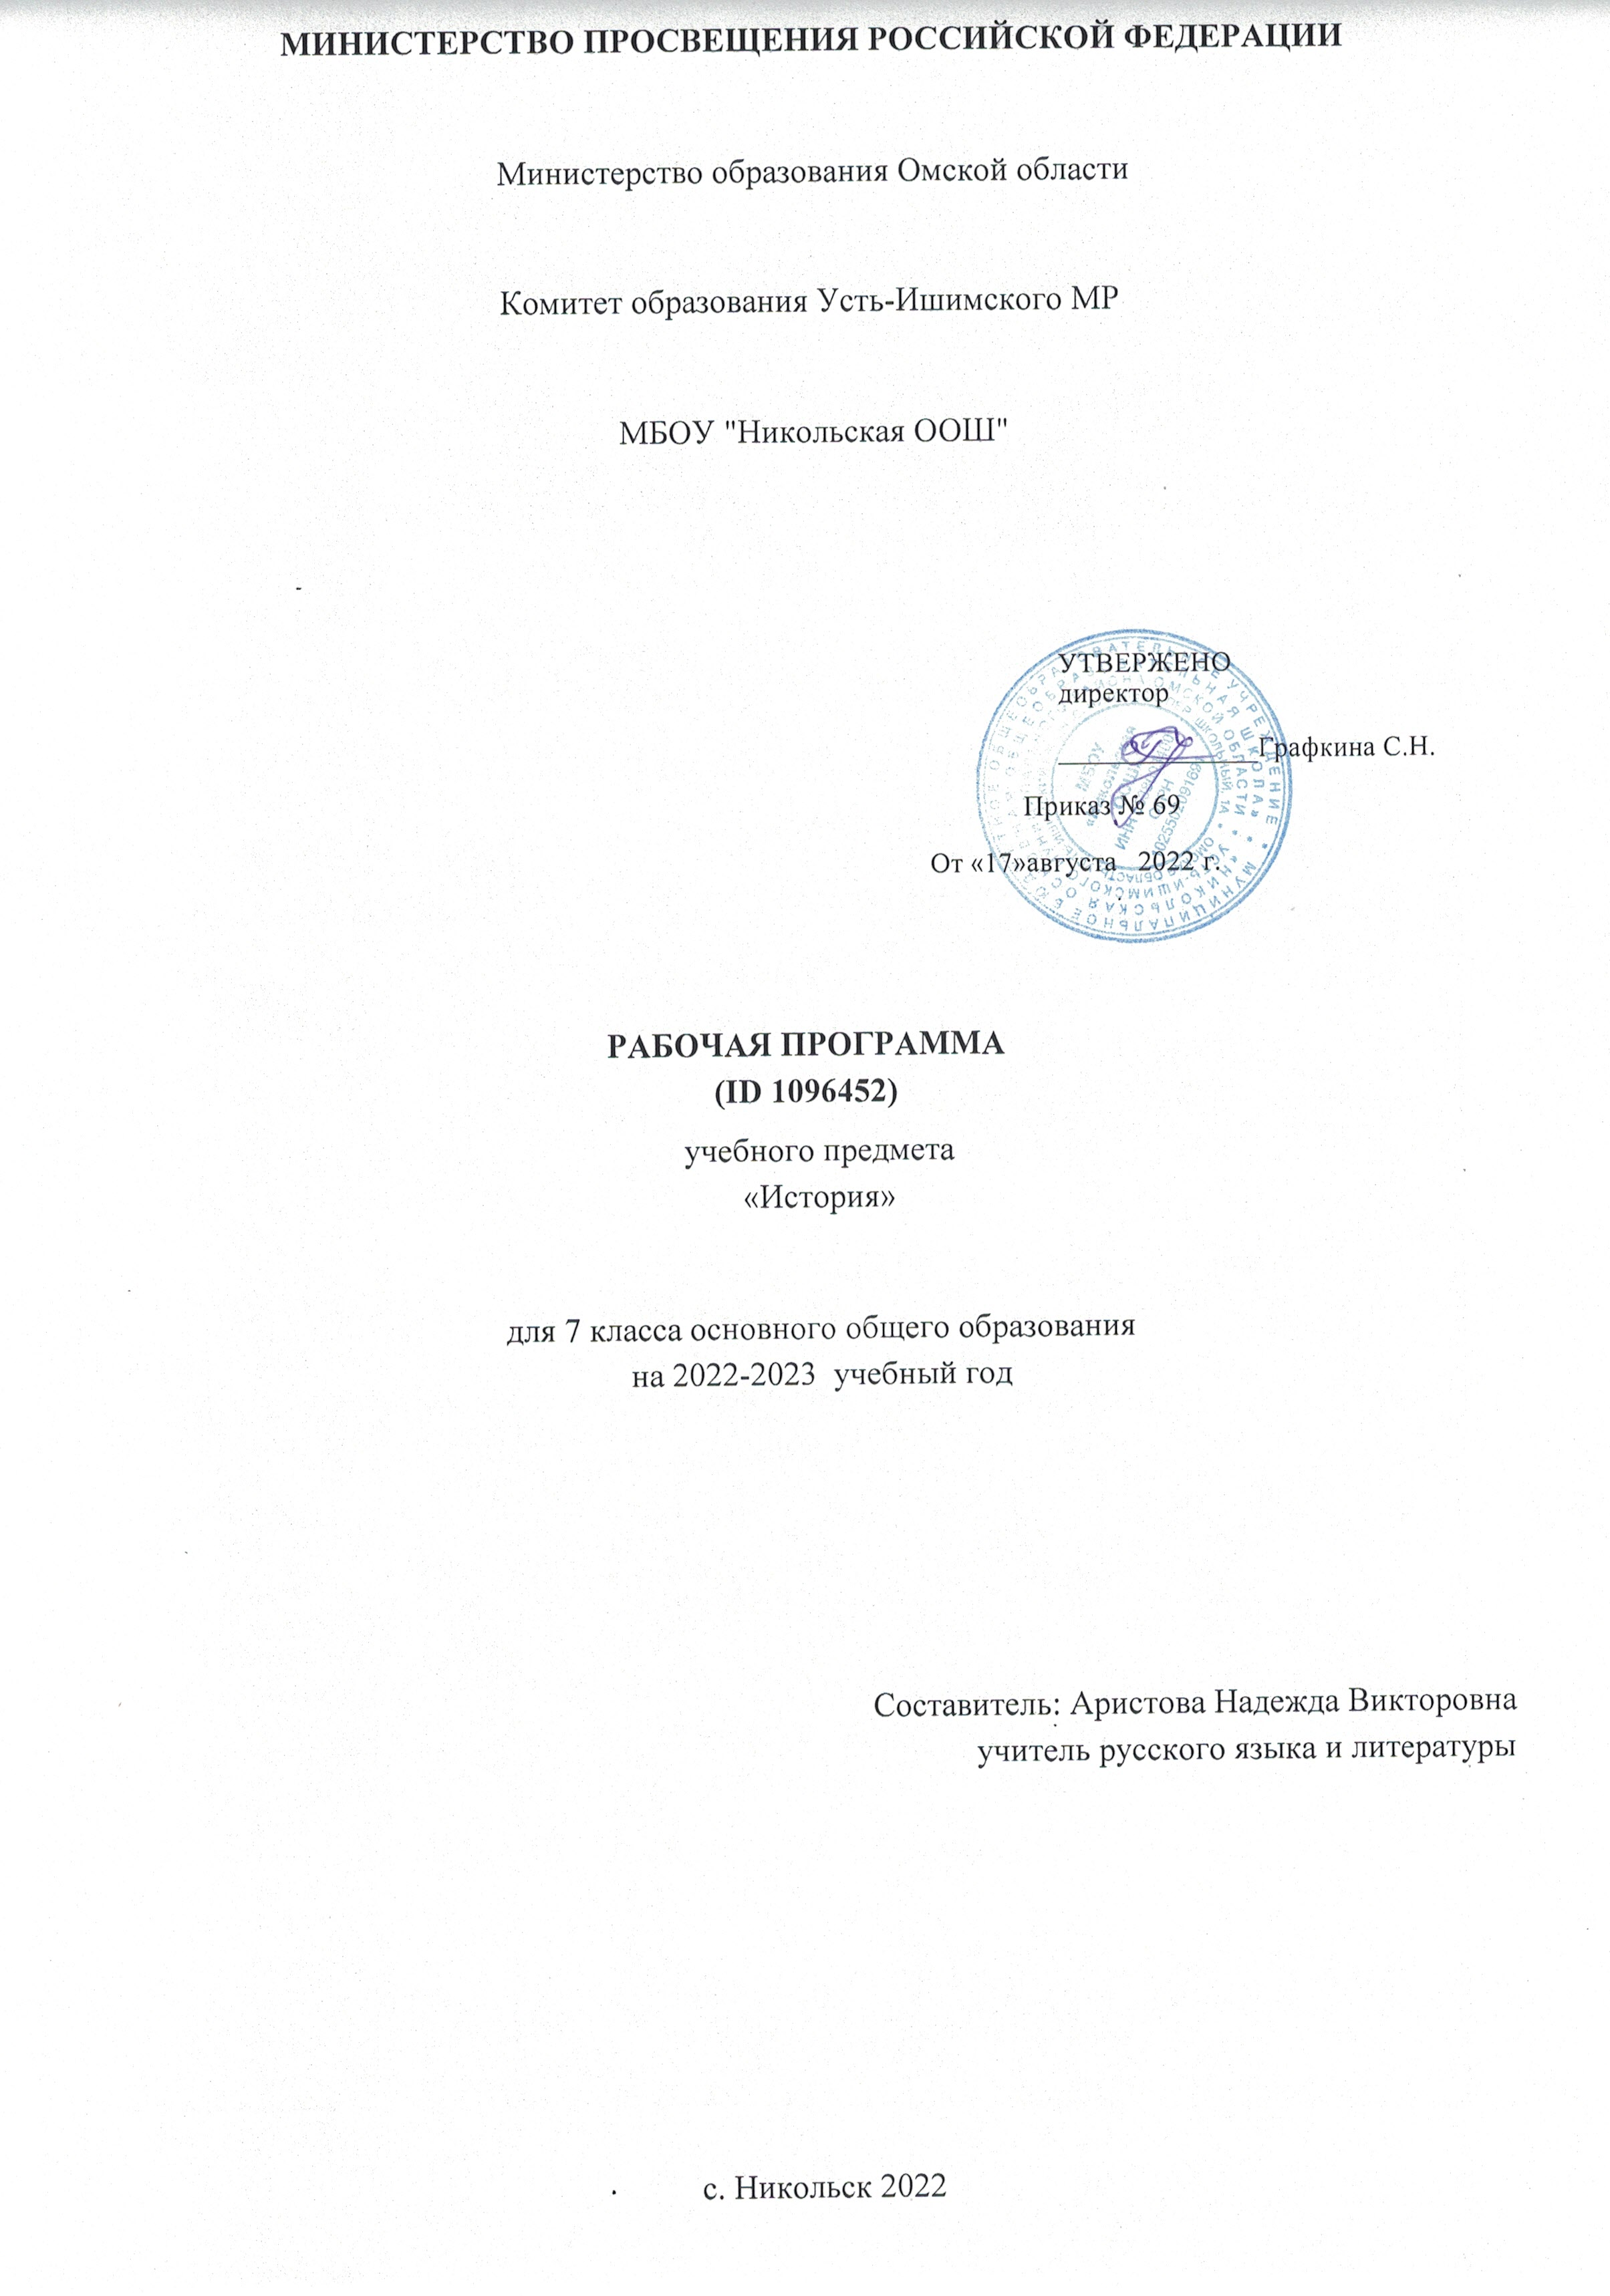 МИНИСТЕРСТВО ПРОСВЕЩЕНИЯ РОССИЙСКОЙ ФЕДЕРАЦИИ
Министерство образования Омской области
Комитет образования Усть-Ишимского МР
МБОУ "Никольская ООШ"
УТВЕРЖЕНО
директор
Графкина С.Н.
Приказ № 69
От «17»августа 2022 г.
РАБОЧАЯ ПРОГРАММА
(ID 1096452)
учебного предмета
«История»
для 7 класса основного общего образования
на 2022-2023 учебный год
Составитель: Аристова Надежда Викторовна
учитель русского языка и литературы
с. Никольск 2022